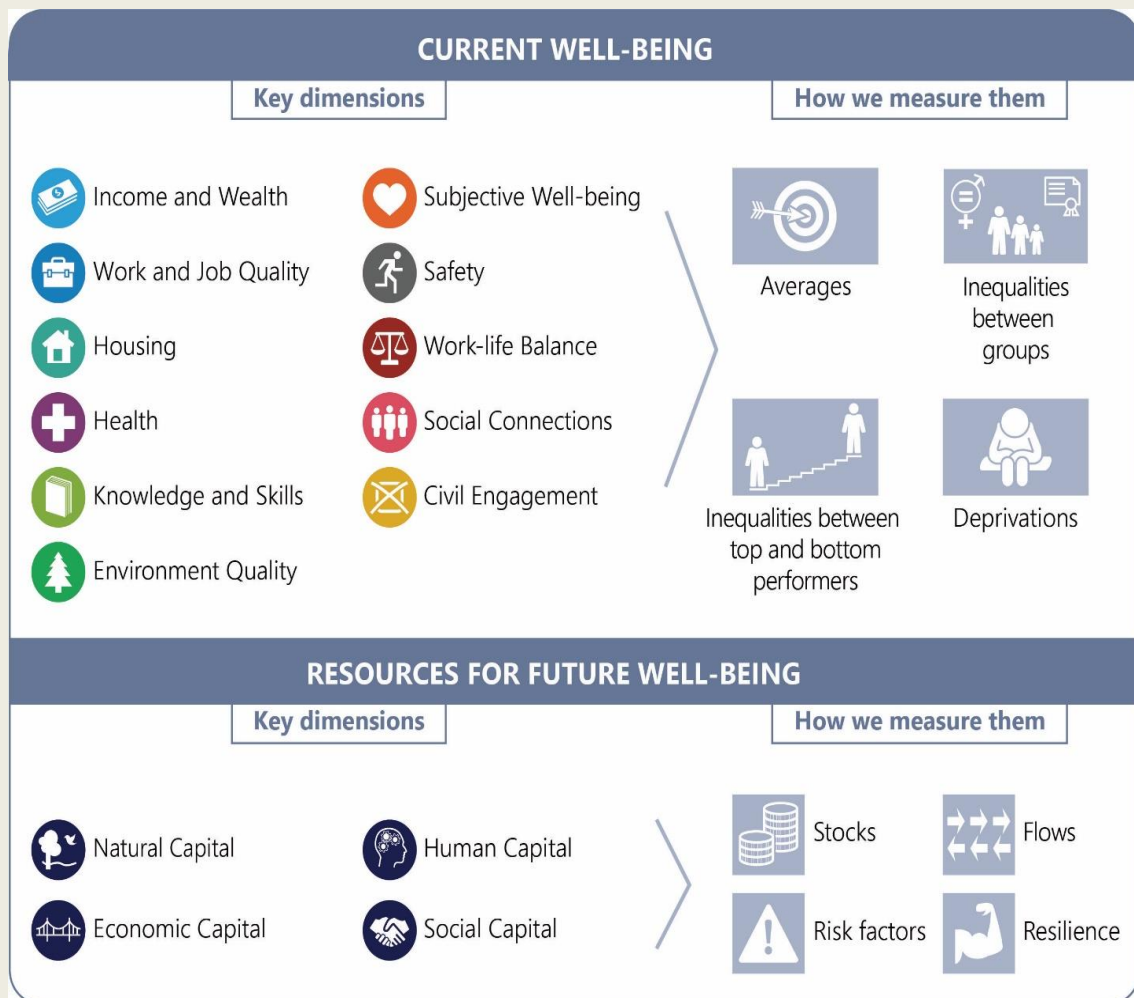 CURRENT WELL-BEING
Key dimensions
How we measure them
Income and Wealth
Work and Job Quality
Housing
Health
Knowledge and Skills
Environment Quality
Subjective Well-being
Safety
Work-life Balance
Social Connections
Civil Engagement
Averages
Inequalities
between
groups
Inequalities between
top and bottom
performers
Deprivations
RESOURCES FOR FUTURE WELL-BEING
Key dimensions
How we measure them
Natural Capital
Economic Capital
Human Capital
Social Capital
Stocks
Flows
Risk factors
Resilience